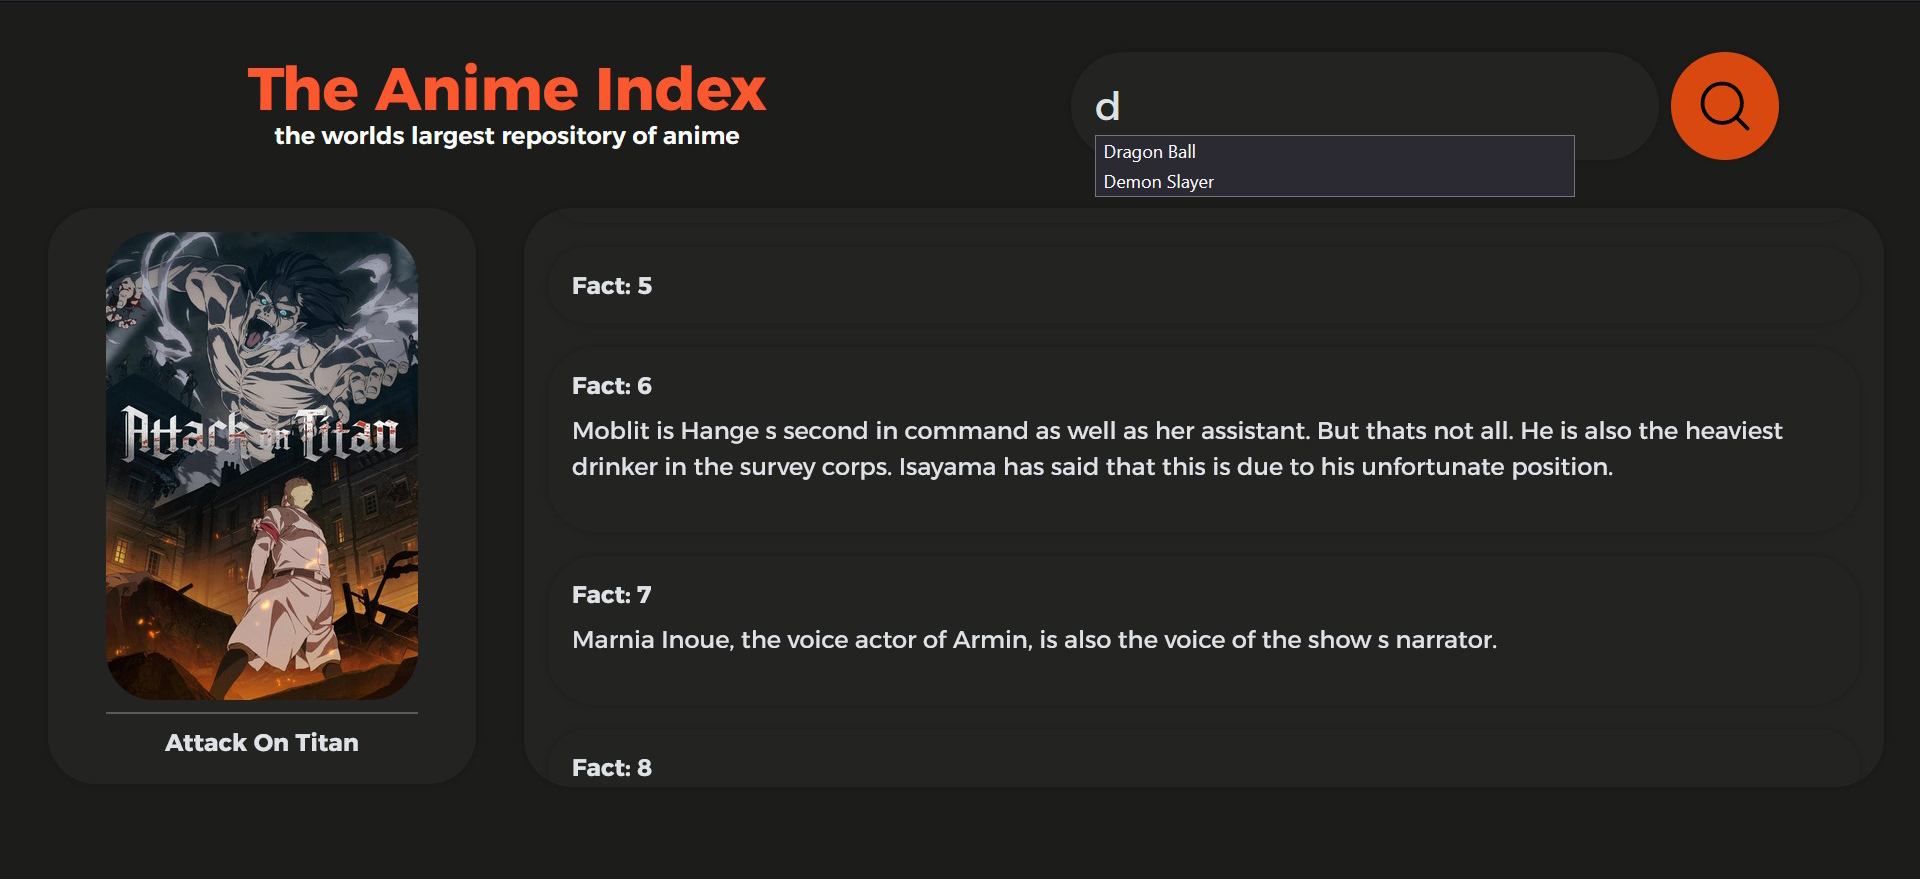 The Anime Index
the worlds largest repository of anime
d
Dragon Ball
Demon Slayer
Attack on Titan
Attack On Titan
Fact: 5
Fact: 6
Moblit is Hange s second in command as well as her assistant. But thats not all. He is also the heaviest
drinker in the survey corps. Isayama has said that this is due to his unfortunate position.
Fact: 7
Marnia Inoue, the voice actor of Armin, is also the voice of the show s narrator.
Fact: 8